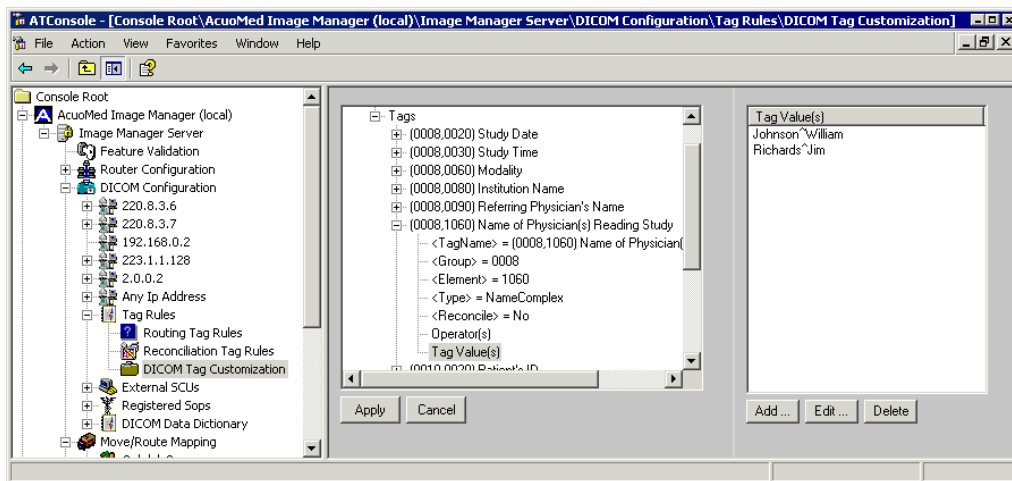 ATConsole - [Console Root\AcuoMed Image Manager (local)\Image Manager Server\DICOM Configuration\Tag Rules\DICOM Tag Customization]
File Action View Favorites Window Help
Console Root
AcuoMed Image Manager (local)
Image Manager Server
Feature Validation
Router Configuration
DICOM Configuration
220.8.3.6
220.8.3.7
192.168.0.2
223.1.1.128
2.0.0.2
Any Ip Address
Tag Rules
Routing Tag Rules
Reconciliation Tag Rules
DICOM Tag Customization
External SCUs
Registered Sops
DICOM Data Dictionary
Move/Route Mapping
Tags
(0008,0020) Study Date
(0008,0030) Study Time
(0008,0060) Modality
(0008,0080) Institution Name
(0008,0090) Referring Physician's Name
(0008,1060) Name of Physician(s) Reading Study
<TagName> = (0008,1060) Name of Physician(
<Group> = 0008
<Element> = 1060
<Type> = NameComplex
<Reconcile> = No
Operator(s)
Tag Value(s)
(0010,0020) Patient's ID
Apply Cancel
Tag Value(s)
Johnson^William
Richards^Jim
Add ... Edit ... Delete